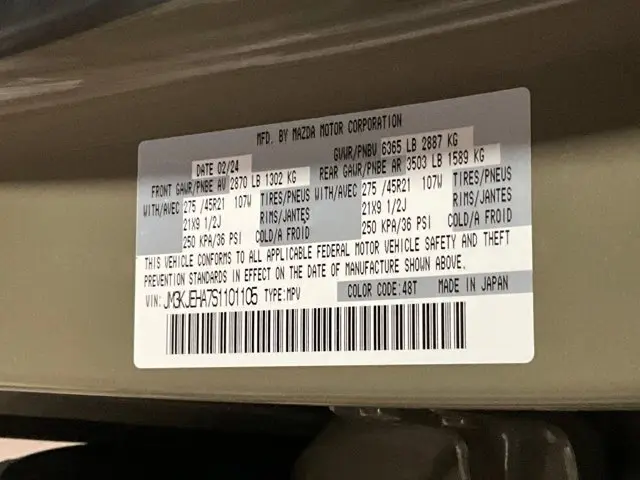 MFD. BY MAZDA MOTOR CORPORATION
DATE 02/24 GVWR/PNBV 6365 LB 2887 KG
FRONT GAWR/PNBE AV 2870 LB 1302 KG REAR GAWR/PNBE AR 3503 LB 1589 KG
WITH/AVEC 275 /45R21 107W TIRES/PNEUS WITH/AVEC 275 /45R21 107W TIRES/PNEUS
21X9 1/2J RIMS/JANTES 21X9 1/2J RIMS/JANTES
250 KPA/36 PSI COLD/A FROID 250 KPA/36 PSI COLD/A FROID
THIS VEHICLE CONFORMS TO ALL APPLICABLE FEDERAL MOTOR VEHICLE SAFETY AND THEFT
PREVENTION STANDARDS IN EFFECT ON THE DATE OF MANUFACTURE SHOWN ABOVE.
VIN: JM3KJEHA7S1101105 TYPE:MPV COLOR CODE:48T MADE IN JAPAN